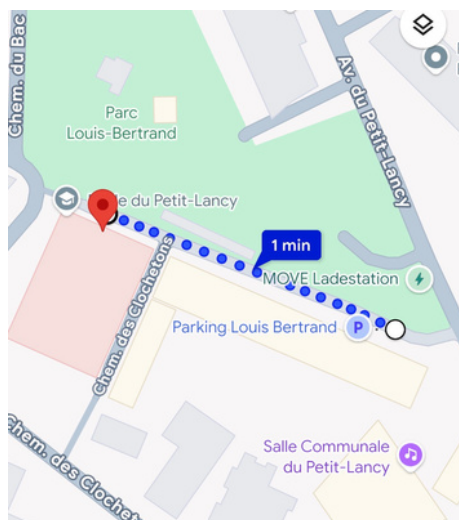 Chem. du Bac
Parc
Louis-Bertrand
Av. du Petit-Lancy
du Petit-Lancy
1 min
MOVE Ladestation
Chem. des Clochetons
Parking Louis Bertrand
P
Salle Communale
du Petit-Lancy
Chem. des Clochet